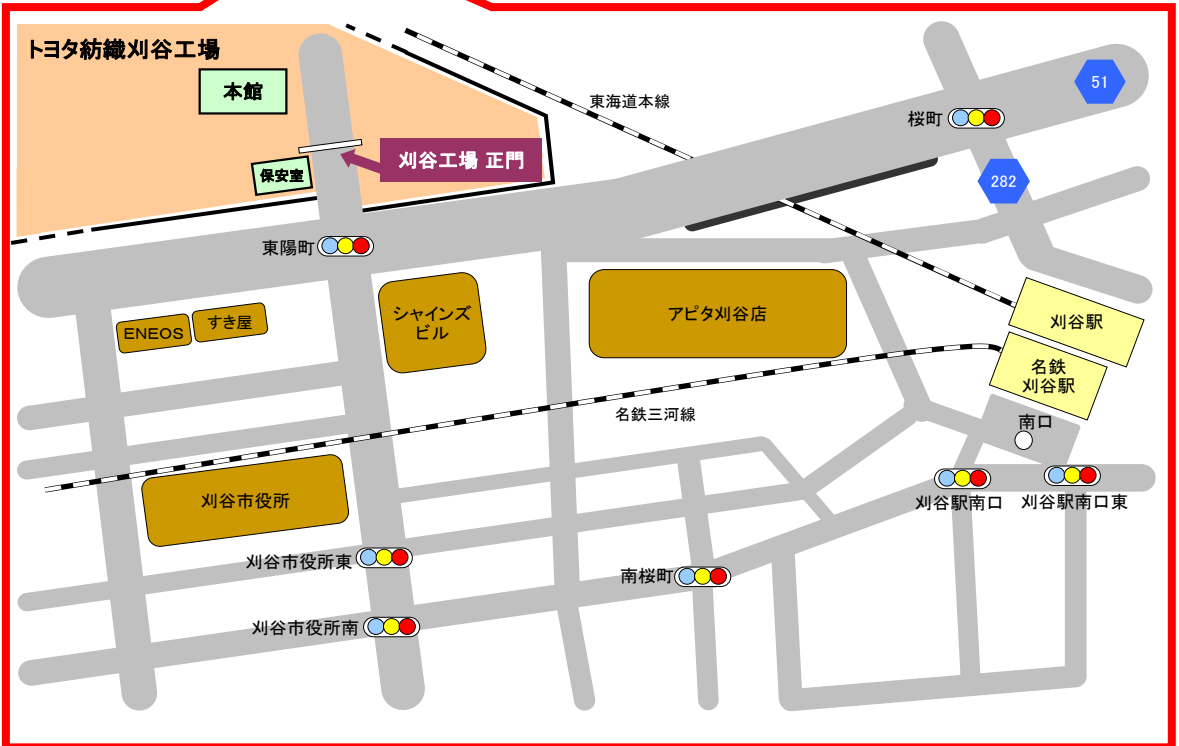 トヨタ紡織刈谷工場
本館
東海道本線
51
桜町
刈谷工場 正門
保安室
282
東陽町
シャインズ
ビル
アピタ刈谷店
刈谷駅
ENEOS
すき屋
名鉄
刈谷駅
名鉄三河線
南口
刈谷市役所
刈谷駅南口
刈谷駅南口東
刈谷市役所東
南桜町
刈谷市役所南